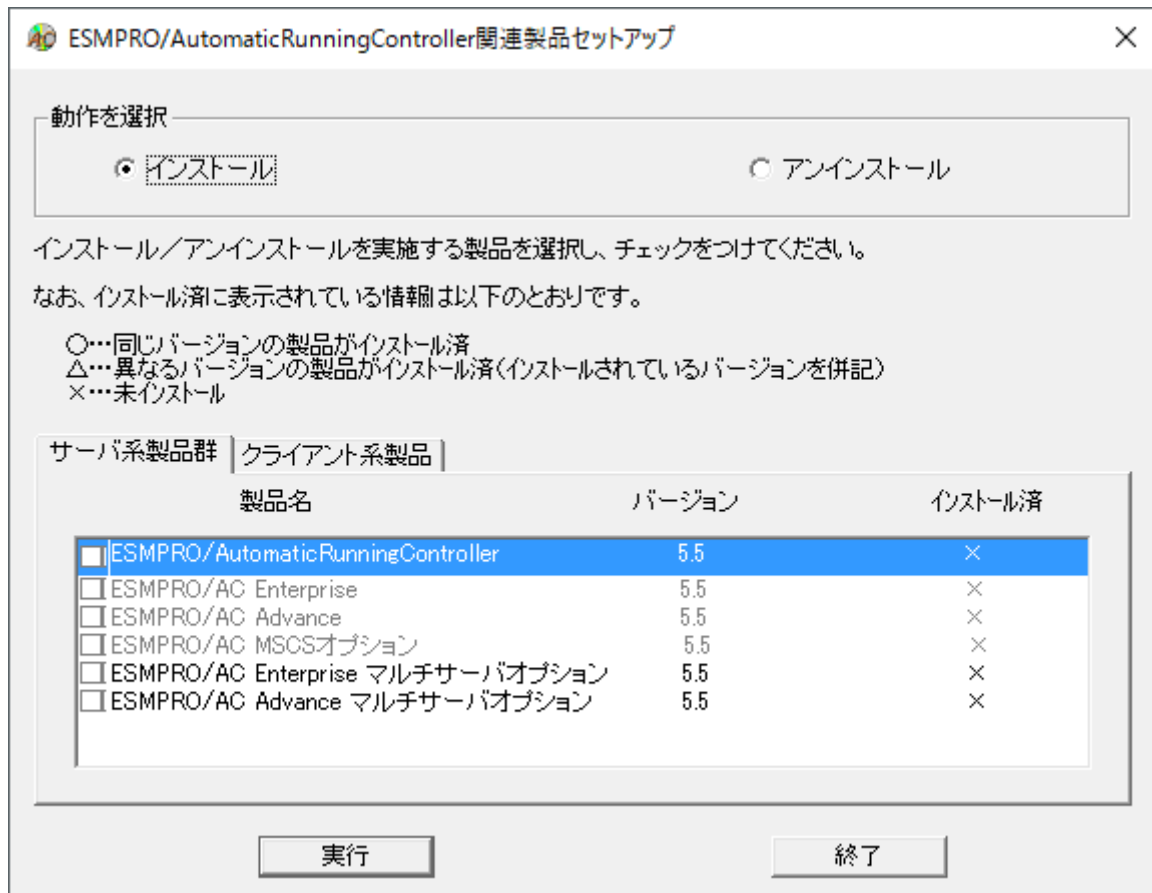 ESMPRO/AutomaticRunningController関連製品セットアップ
動作を選択
インストール アンインストール
インストール／アンインストールを実施する製品を選択し、チェックをつけてください。
なお、インストール済に表示されている情報は以下のとおりです。
○…同じバージョンの製品がインストール済
△…異なるバージョンの製品がインストール済(インストールされているバージョンを併記)
×…未インストール
サーバ系製品群 クライアント系製品
製品名 バージョン インストール済
ESMPRO/AutomaticRunningController 5.5 ×
ESMPRO/AC Enterprise 5.5 ×
ESMPRO/AC Advance 5.5 ×
ESMPRO/AC MSCSオプション 5.5 ×
ESMPRO/AC Enterprise マルチサーバオプション 5.5 ×
ESMPRO/AC Advance マルチサーバオプション 5.5 ×
実行 終了